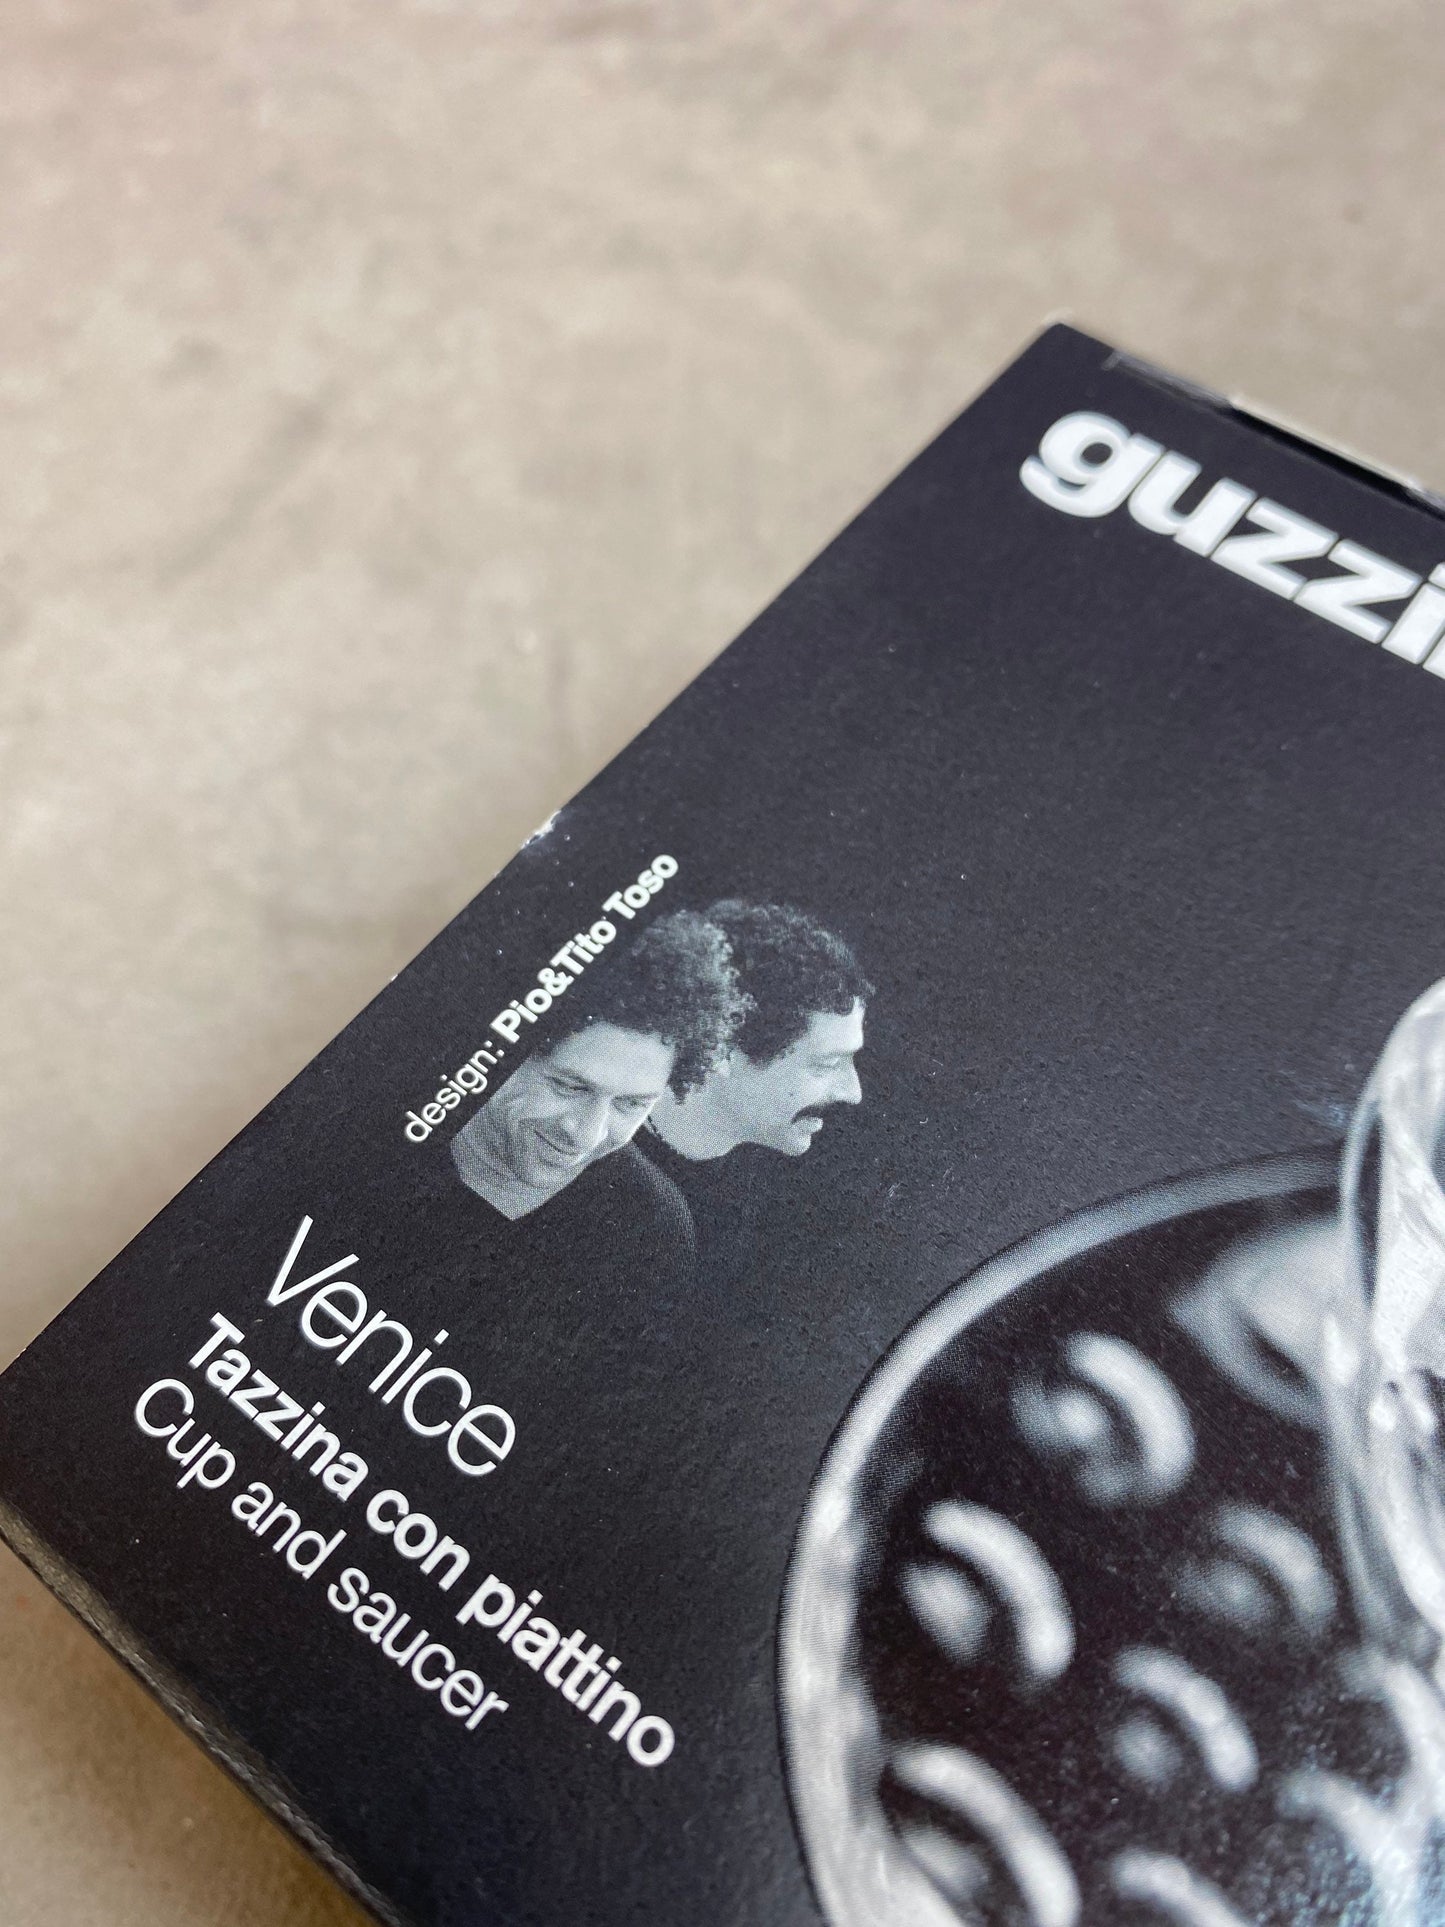 guzzi
design: Pio&Tito Toso
Venice
Tazzina con piattino
Cup and saucer